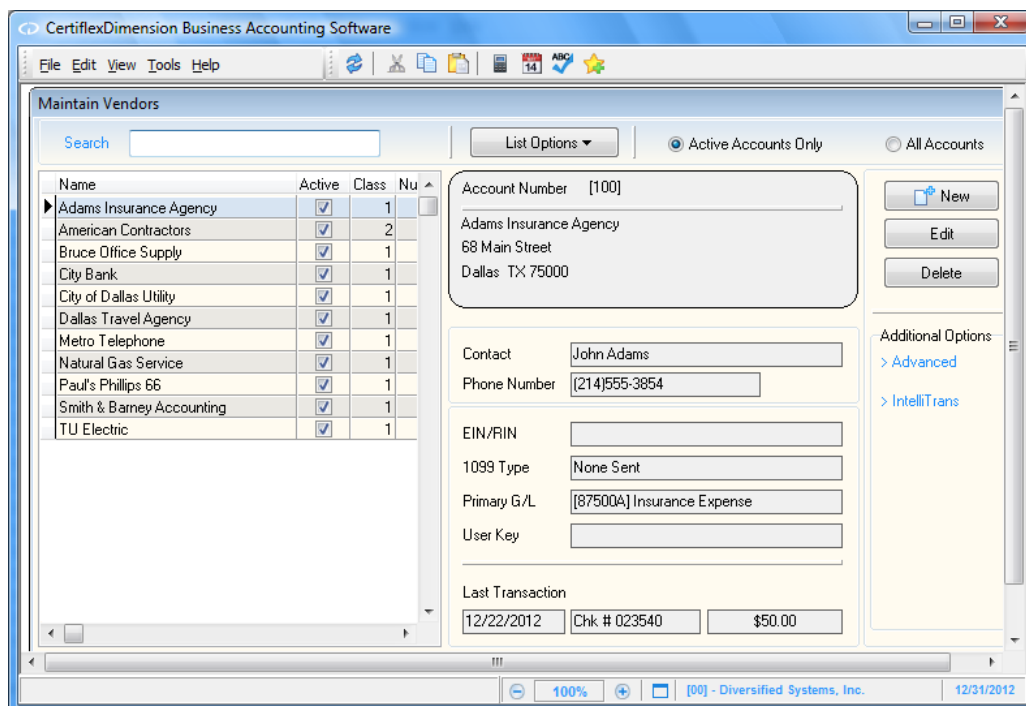 CertiflexDimension Business Accounting Software
File Edit View Tools Help
14 ABC
Maintain Vendors
Search
List Options
Active Accounts Only
All Accounts
Name Active Class Nu
Adams Insurance Agency 1
American Contractors 2
Bruce Office Supply 1
City Bank 1
City of Dallas Utility 1
Dallas Travel Agency 1
Metro Telephone 1
Natural Gas Service 1
Paul's Phillips 66 1
Smith & Barney Accounting 1
TU Electric 1
Account Number [100]
Adams Insurance Agency
68 Main Street
Dallas TX 75000
Contact John Adams
Phone Number (214)555-3854
EIN/RIN
1099 Type None Sent
Primary G/L [87500A] Insurance Expense
User Key
Last Transaction
12/22/2012 Chk # 023540 $50.00
New
Edit
Delete
Additional Options
> Advanced
> IntelliTrans
100% [00] - Diversified Systems, Inc. 12/31/2012